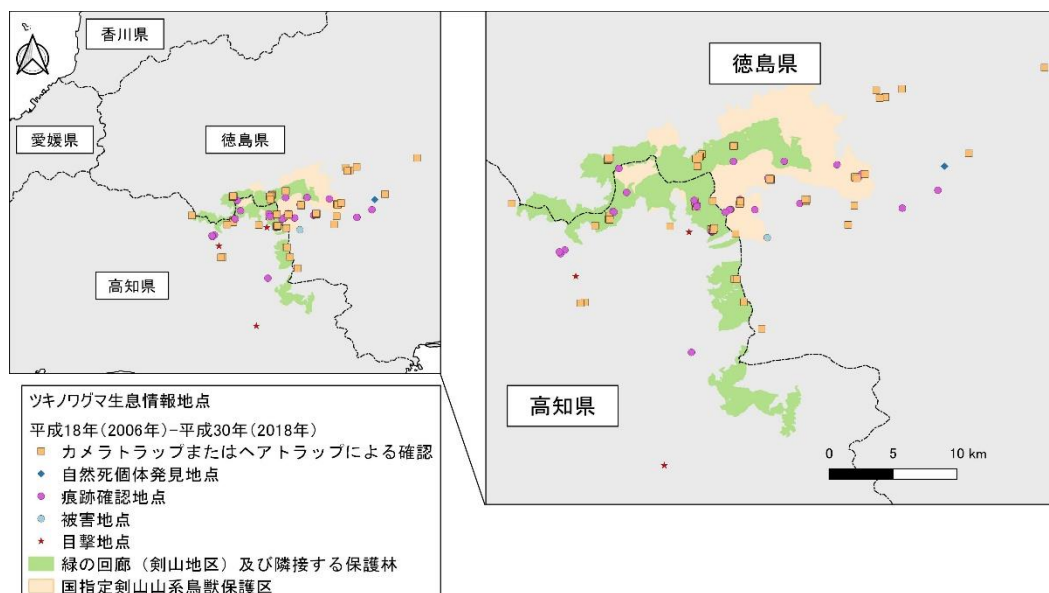 香川県
愛媛県
徳島県
高知県
徳島県
高知県
0 5 10 km
ツキノワグマ生息情報地点
平成18年(2006年)−平成30年(2018年)
カメラトラップまたはヘアトラップによる確認
自然死個体発見地点
痕跡確認地点
被害地点
目撃地点
緑の回廊（剣山地区）及び隣接する保護林
国指定剣山山系鳥獣保護区